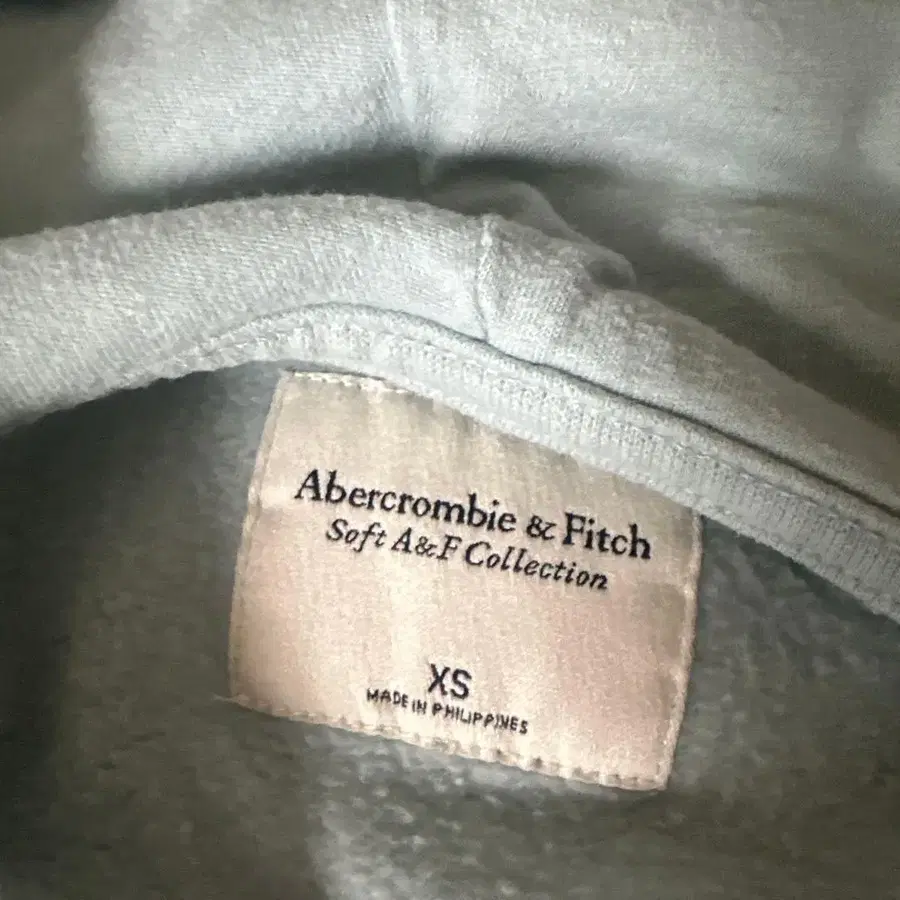 Abercrombie & Fitch
Soft A&F Collection
XS
MADE IN PHILIPPINES